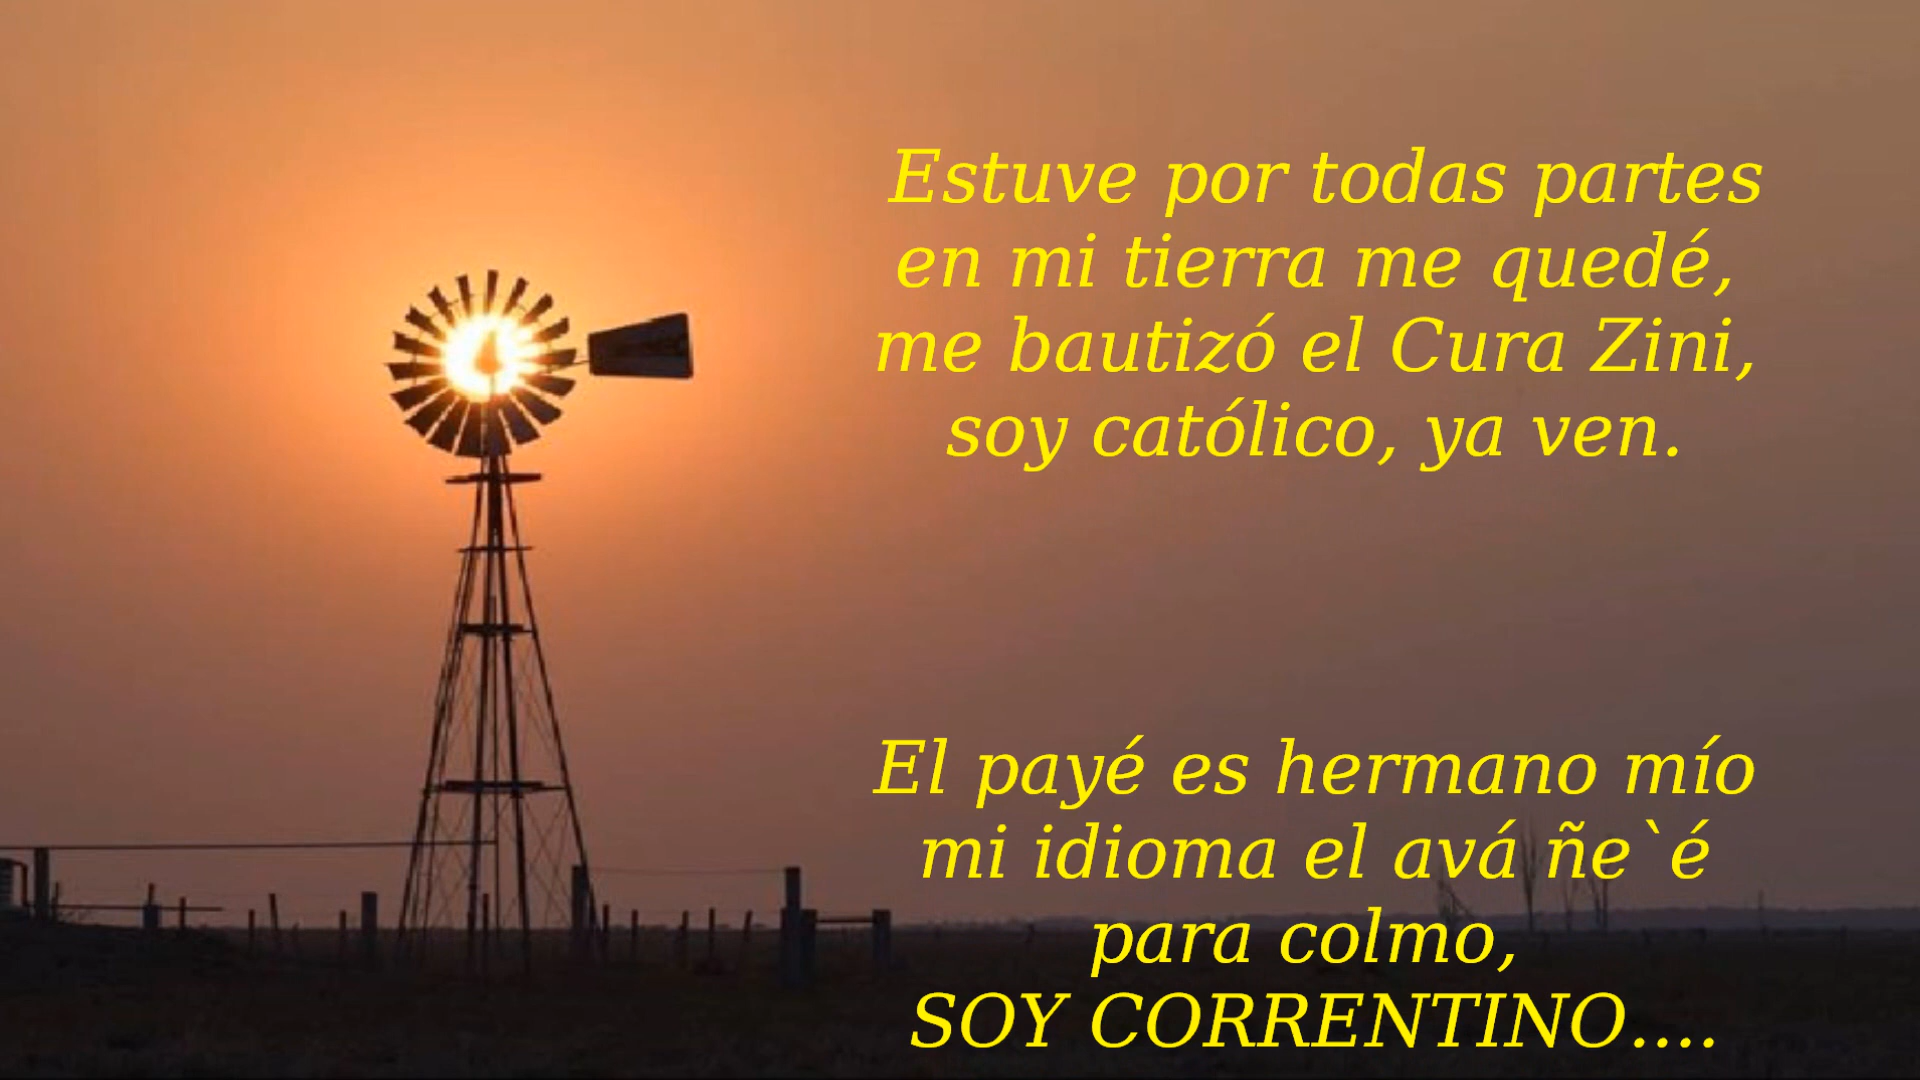 Estuve por todas partes
en mi tierra me quedé,
me bautizó el Cura Zini,
soy católico, ya ven.
El payé es hermano mío
mi idioma el avá ñe`é
para colmo,
SOY CORRENTINO....